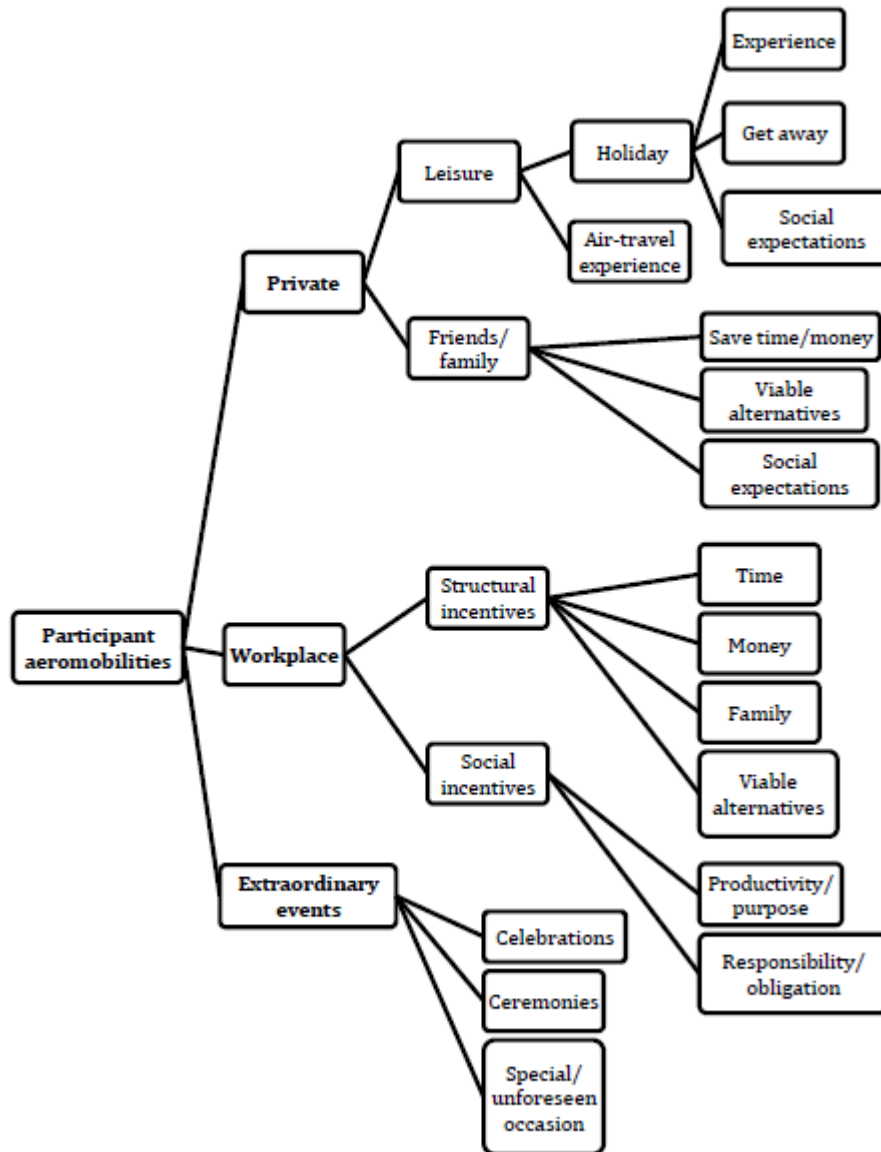 Experience
Get away
Holiday
Leisure
Social
expectations
Air-travel
experience
Private
Friends/
family
Save time/money
Viable
alternatives
Social
expectations
Structural
incentives
Time
Participant
aeromobilities
Workplace
Money
Family
Social
incentives
Viable
alternatives
Extraordinary
events
Productivity/
purpose
Celebrations
Responsibility/
obligation
Ceremonies
Special/
unforeseen
occasion